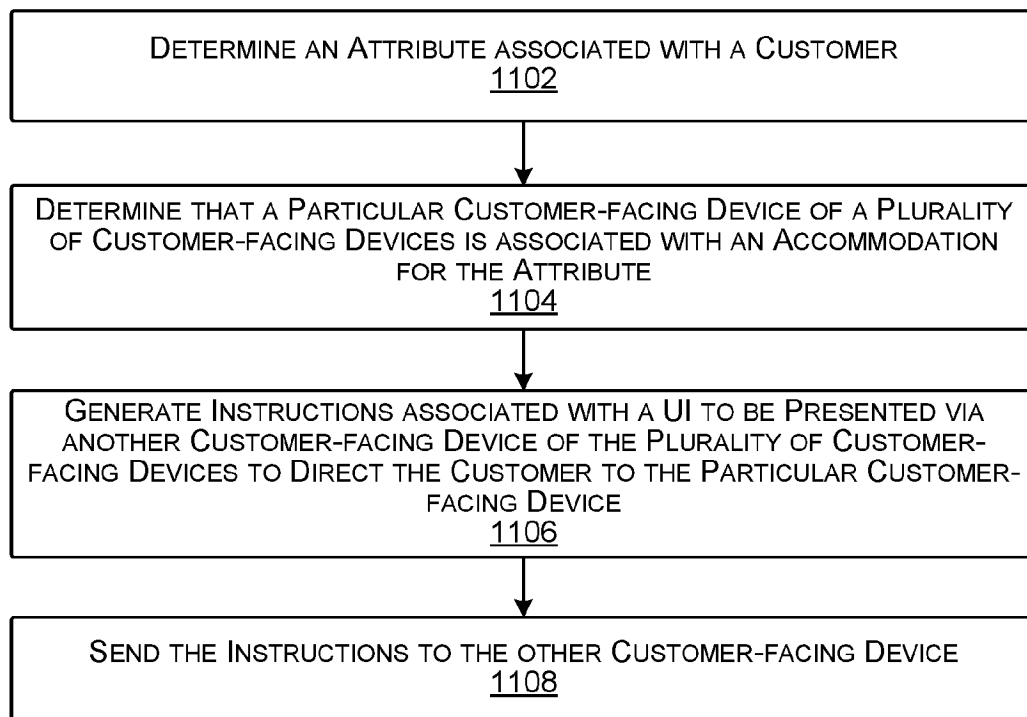 DETERMINE AN ATTRIBUTE ASSOCIATED WITH A CUSTOMER
1102
DETERMINE THAT A PARTICULAR CUSTOMER-FACING DEVICE OF A PLURALITY
OF CUSTOMER-FACING DEVICES IS ASSOCIATED WITH AN ACCOMMODATION
FOR THE ATTRIBUTE
1104
GENERATE INSTRUCTIONS ASSOCIATED WITH A UI TO BE PRESENTED VIA
ANOTHER CUSTOMER-FACING DEVICE OF THE PLURALITY OF CUSTOMER-
FACING DEVICES TO DIRECT THE CUSTOMER TO THE PARTICULAR CUSTOMER-
FACING DEVICE
1106
SEND THE INSTRUCTIONS TO THE OTHER CUSTOMER-FACING DEVICE
1108